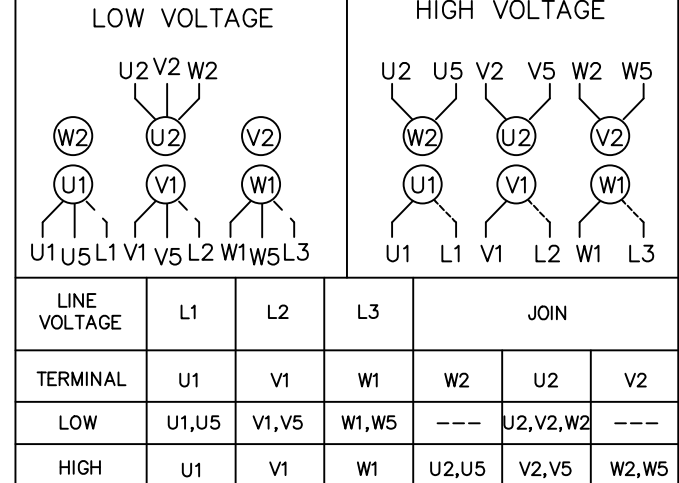 LOW VOLTAGE
U2 V2 W2
W2 U2 V2
U1 V1 W1
U1 U5 L1 V1 V5 L2 W1 W5 L3
HIGH VOLTAGE
U2 U5 V2 V5 W2 W5
W2 U2 V2
U1 V1 W1
U1 L1 V1 L2 W1 L3
LINE
VOLTAGE L1 L2 L3 JOIN
TERMINAL U1 V1 W1 W2 U2 V2
LOW U1,U5 V1,V5 W1,W5 --- U2,V2,W2 ---
HIGH U1 V1 W1 U2,U5 V2,V5 W2,W5